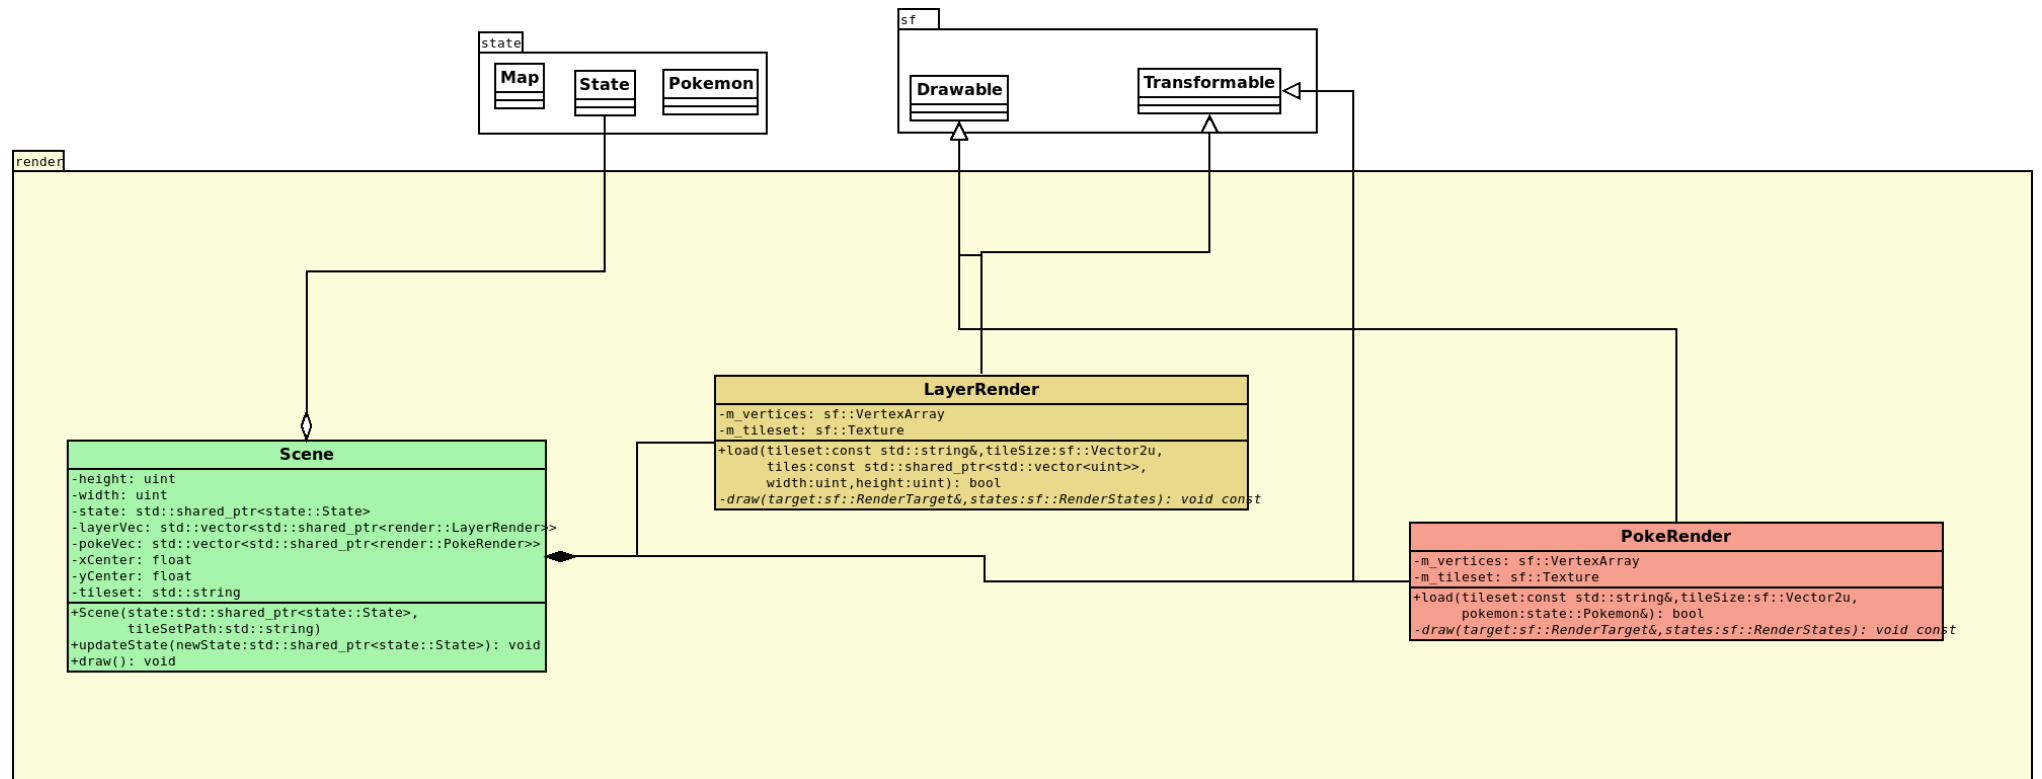 sf
state
Map
State
Pokemon
Drawable
Transformable
render
LayerRender
-m_vertices: sf::VertexArray
-m_tileset: sf::Texture
+load(tileset:const std::string&,tileSize:sf::Vector2u,
tiles:const std::shared_ptr<std::vector<uint>>,
width:uint,height:uint): bool
-draw(target:sf::RenderTarget&,states:sf::RenderStates): void const
Scene
-height: uint
-width: uint
-state: std::shared_ptr<state::State>
-layerVec: std::vector<std::shared_ptr<render::LayerRender>>
-pokeVec: std::vector<std::shared_ptr<render::PokeRender>>
-xCenter: float
-yCenter: float
-tileset: std::string
+Scene(state:std::shared_ptr<state::State>,
tileSetPath:std::string)
+updateState(newState:std::shared_ptr<state::State>): void
+draw(): void
PokeRender
-m_vertices: sf::VertexArray
-m_tileset: sf::Texture
+load(tileset:const std::string&,tileSize:sf::Vector2u,
pokemon:state::Pokemon&): bool
-draw(target:sf::RenderTarget&,states:sf::RenderStates): void const